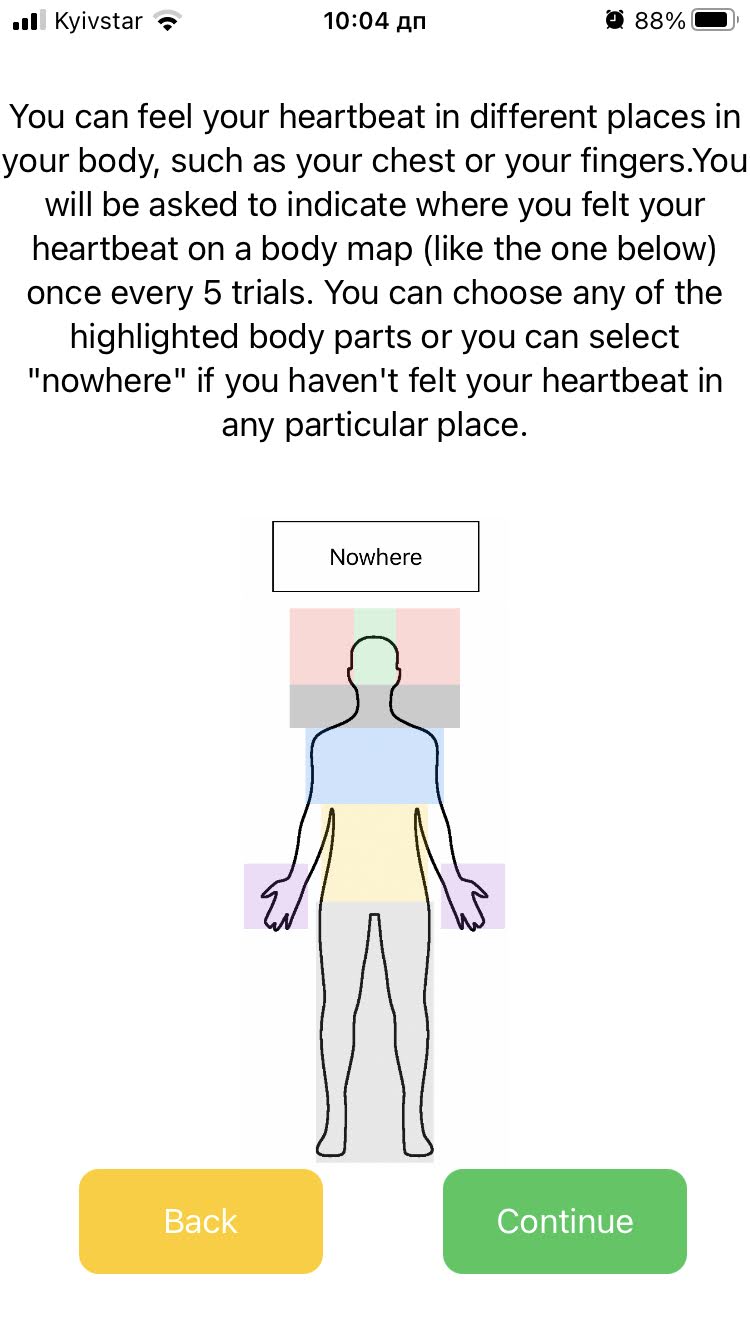 Kyivstar 10:04 дп 88%
You can feel your heartbeat in different places in
your body, such as your chest or your fingers.You
will be asked to indicate where you felt your
heartbeat on a body map (like the one below)
once every 5 trials. You can choose any of the
highlighted body parts or you can select
"nowhere" if you haven't felt your heartbeat in
any particular place.
Nowhere
Back Continue